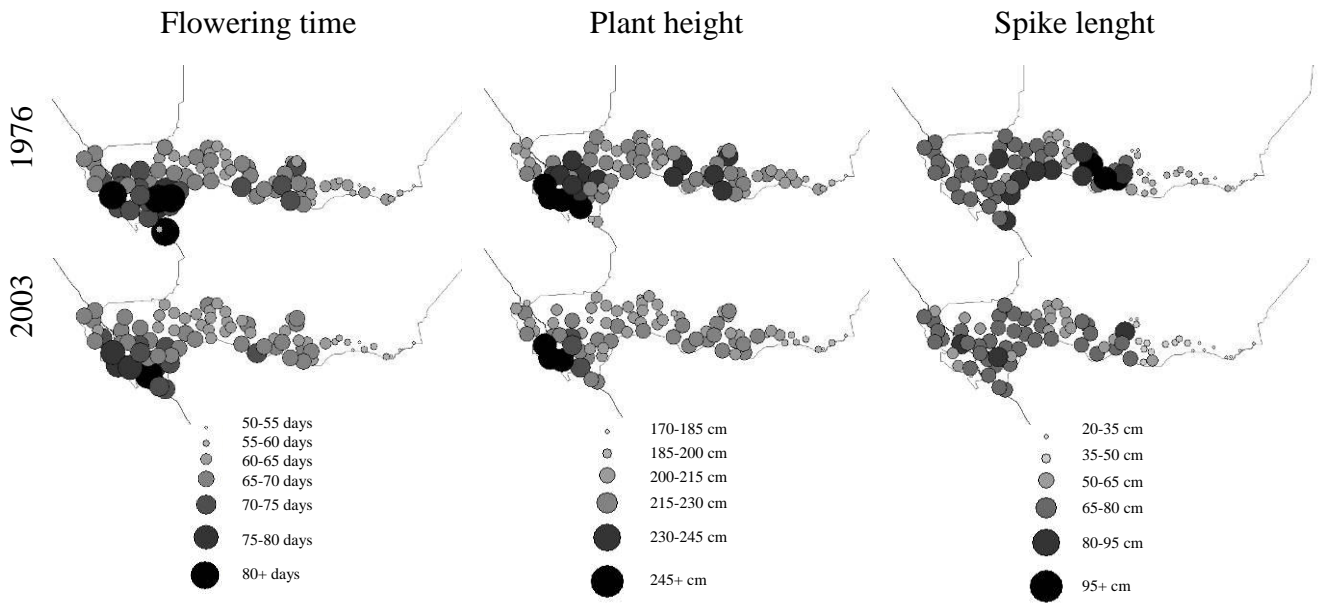 Flowering time
Plant height
Spike lenght
1976
2003
50-55 days
55-60 days
60-65 days
65-70 days
70-75 days
75-80 days
80+ days
170-185 cm
185-200 cm
200-215 cm
215-230 cm
230-245 cm
245+ cm
20-35 cm
35-50 cm
50-65 cm
65-80 cm
80-95 cm
95+ cm